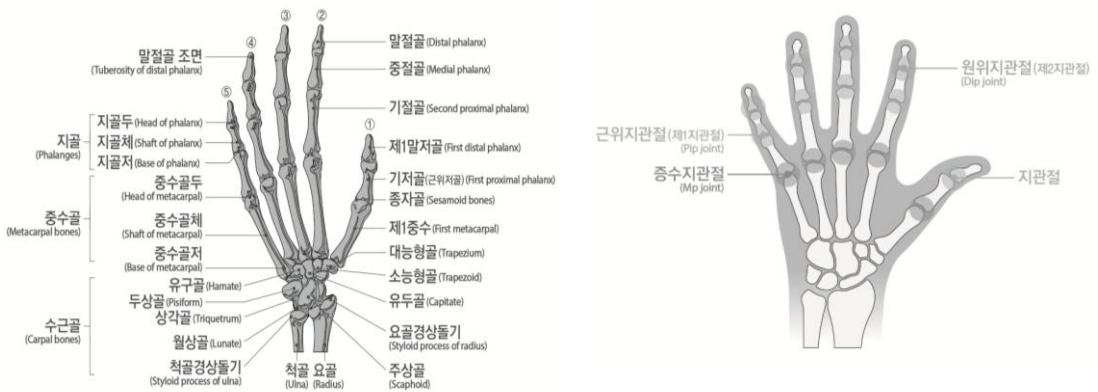 ③
②
④
⑤
①
말절골 조면
(Tuberosity of distal phalanx)
지골
(Phalanges)
지골두 (Head of phalanx)
지골체 (Shaft of phalanx)
지골저 (Base of phalanx)
중수골
(Metacarpal bones)
중수골두
(Head of metacarpal)
중수골체
(Shaft of metacarpal)
중수골저
(Base of metacarpal)
수근골
(Carpal bones)
유구골 (Hamate)
두상골 (Pisiform)
상각골 (Triquetrum)
월상골 (Lunate)
척골경상돌기
(Styloid process of ulna)
척골
(Ulna)
요골
(Radius)
말절골 (Distal phalanx)
중절골 (Medial phalanx)
기절골 (Second proximal phalanx)
제1말저골 (First distal phalanx)
기저골(근위저골) (First proximal phalanx)
종자골 (Sesamoid bones)
제1중수 (First metacarpal)
대능형골 (Trapezium)
소능형골 (Trapezoid)
유두골 (Capitate)
요골경상돌기
(Styloid process of radius)
주상골
(Scaphoid)
원위지관절 (제2지관절)
(Dip joint)
근위지관절 (제1지관절)
(Pip joint)
증수지관절
(Mp joint)
지관절